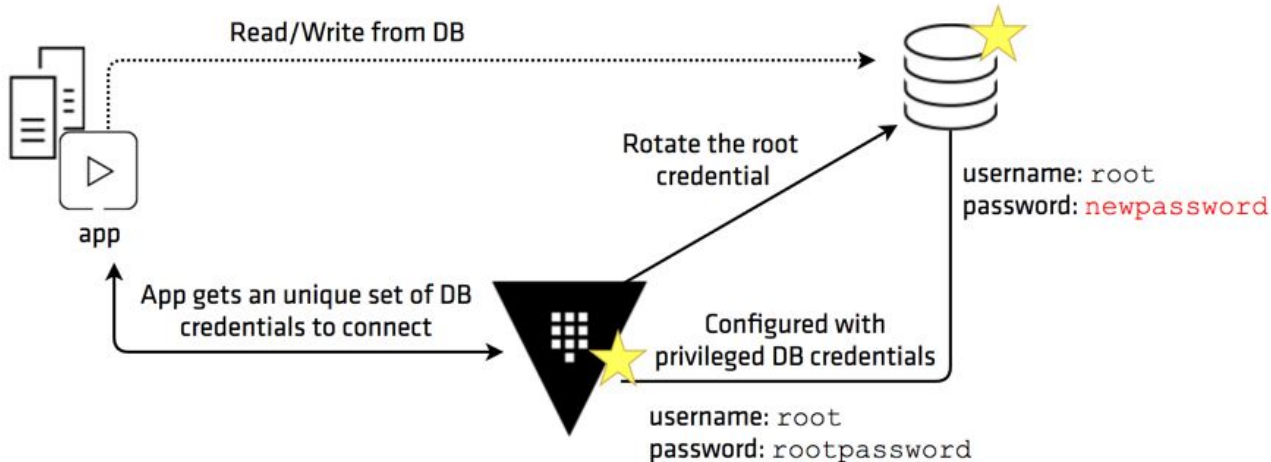 Read/Write from DB
Rotate the root
credential
username: root
password: newpassword
app
App gets an unique set of DB
credentials to connect
Configured with
privileged DB credentials
username: root
password: rootpassword